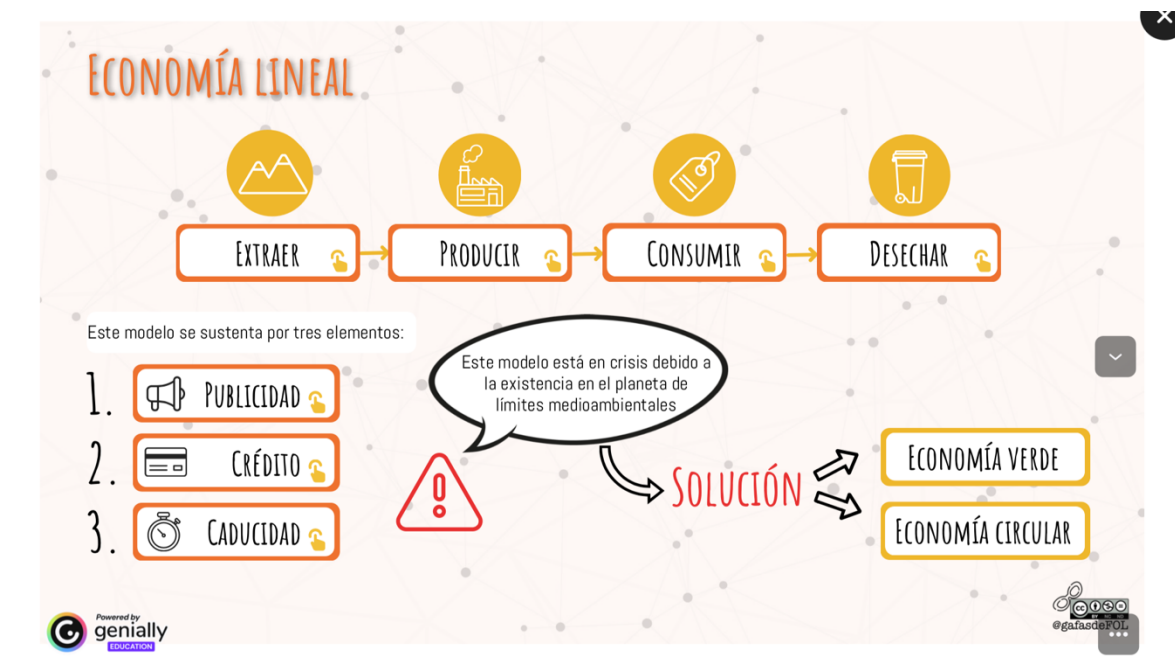 Economía lineal
Extraer
Producir
Consumir
Desechar
Este modelo se sustenta por tres elementos:
1. Publicidad
2. Crédito
3. Caducidad
Este modelo está en crisis debido a
la existencia en el planeta de
límites medioambientales
Solución
Economía verde
Economía circular
Powered by
genially
EDUCATION
@gafasdeFOL